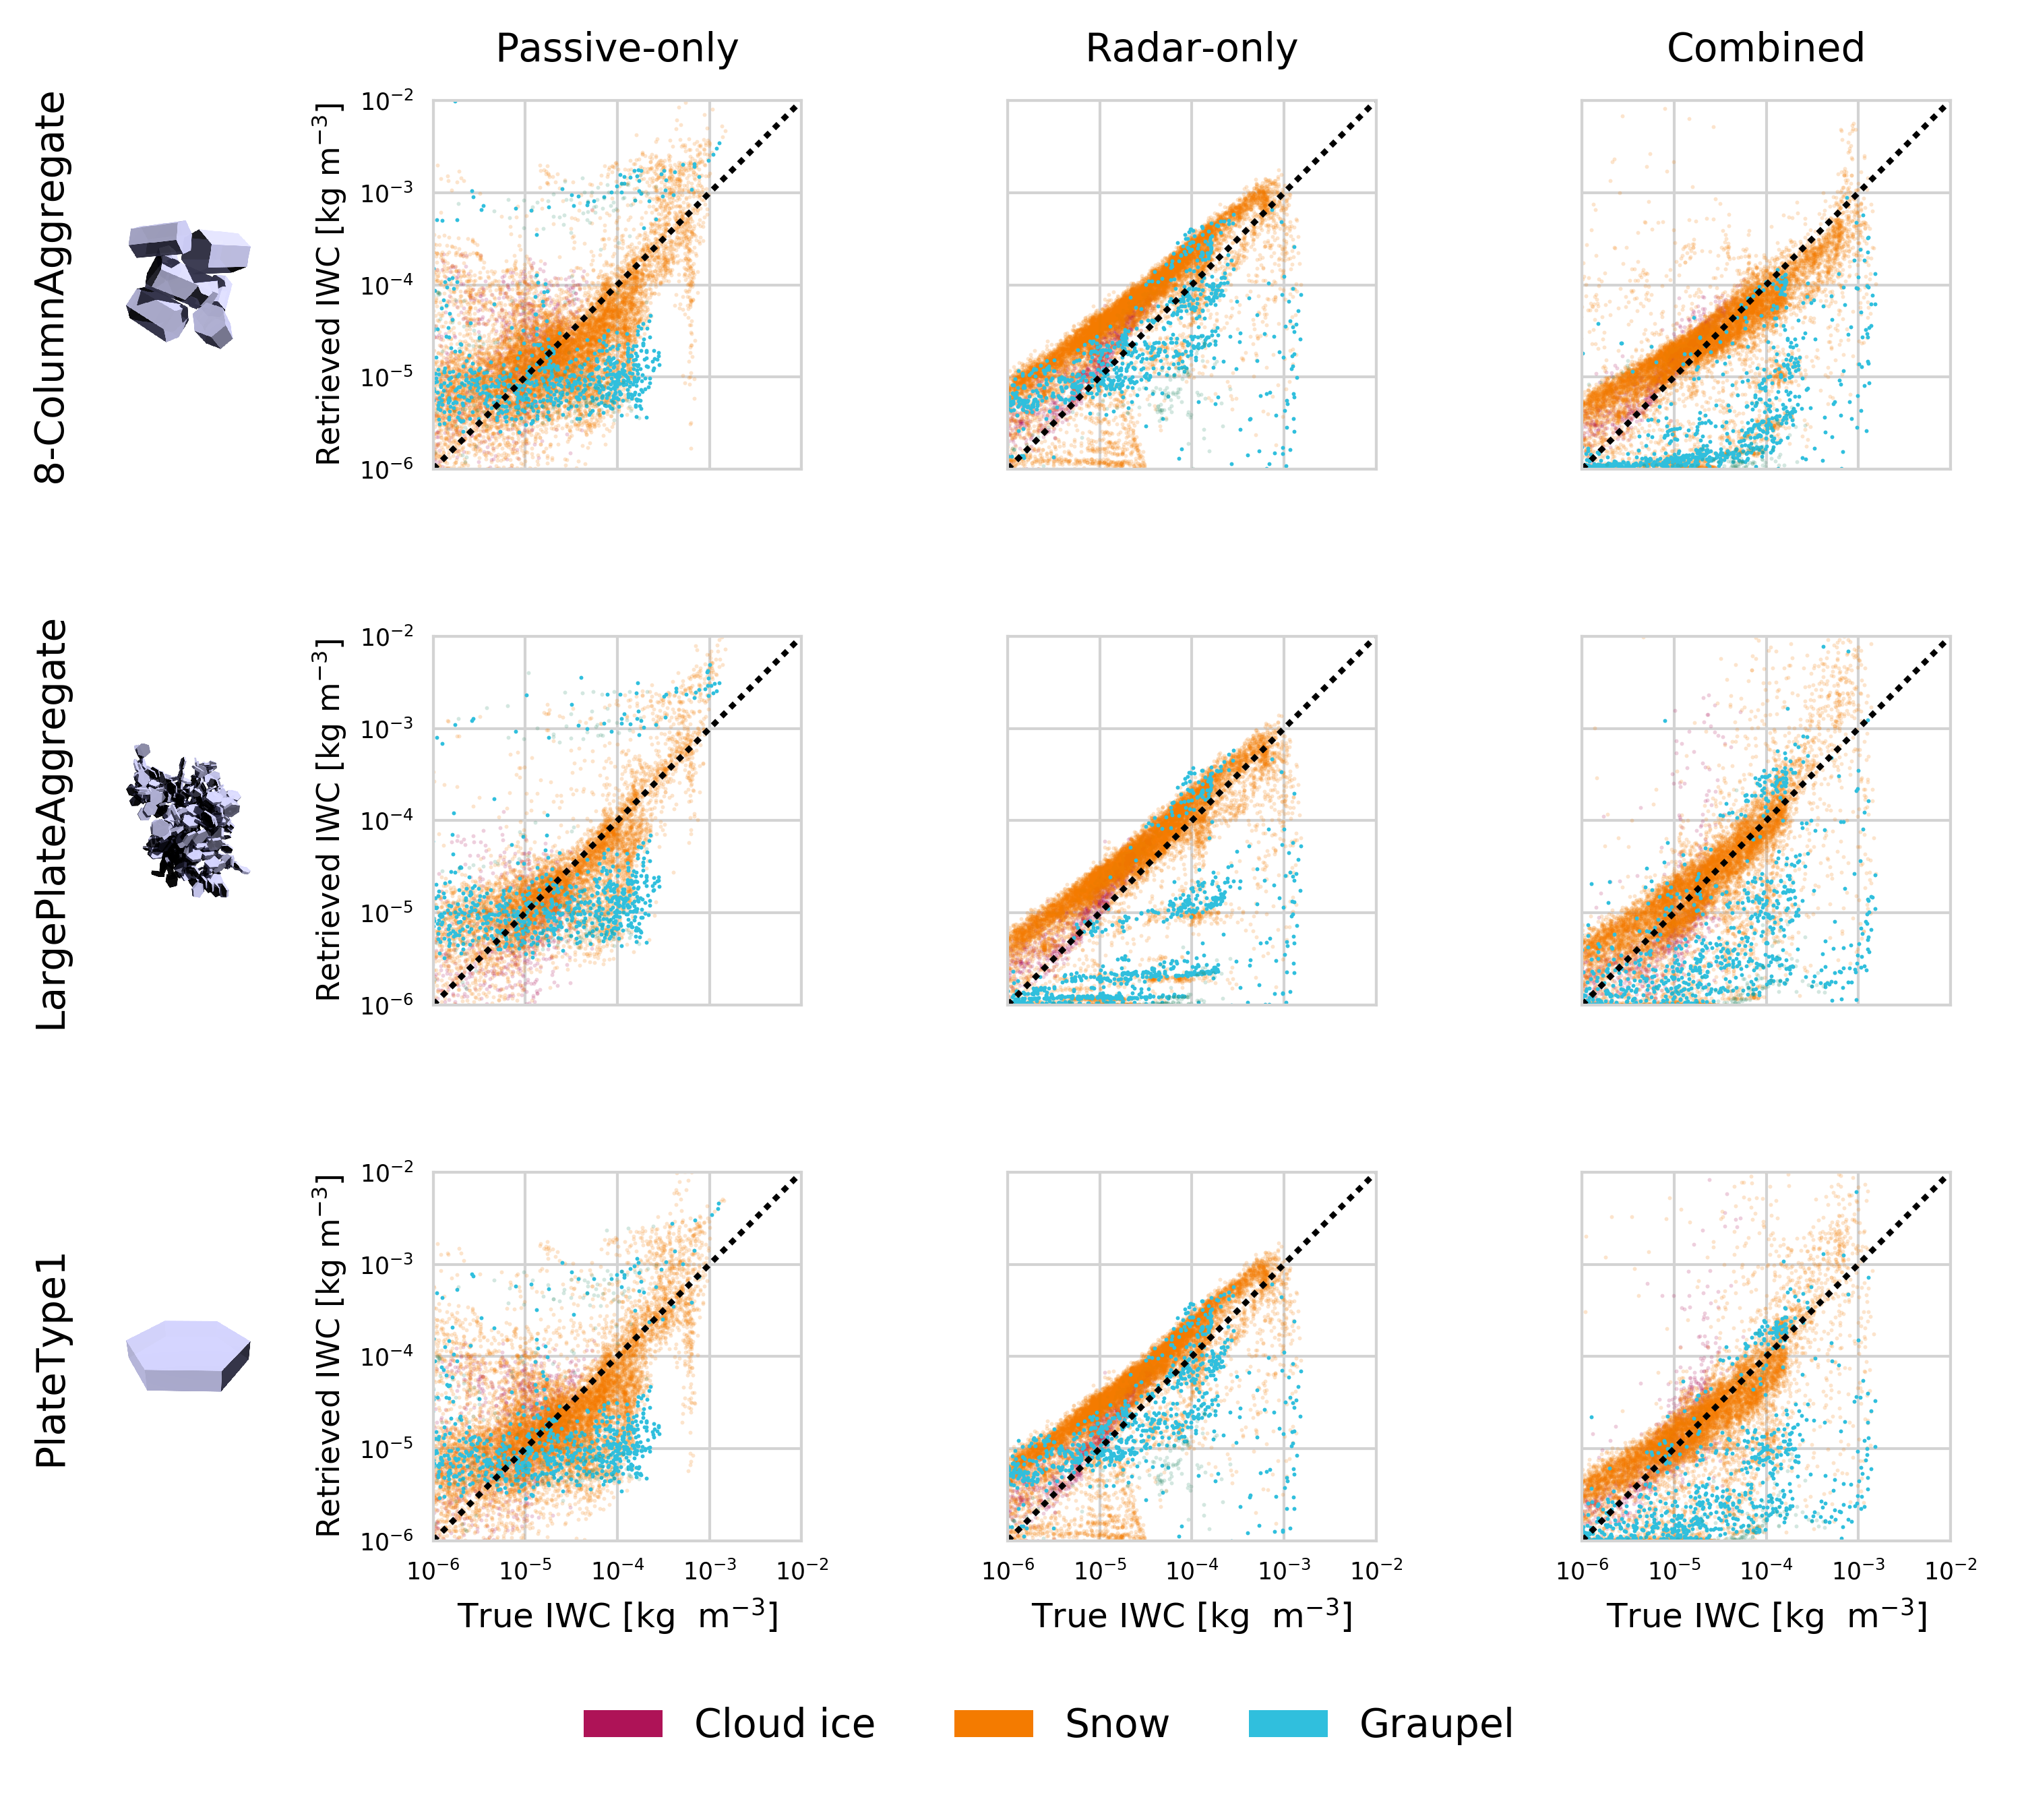 Passive-only Radar-only Combined
8-ColumnAggregate
Retrieved IWC [kg m⁻³]
10⁻²
10⁻³
10⁻⁴
10⁻⁵
10⁻⁶
LargePlateAggregate
Retrieved IWC [kg m⁻³]
10⁻²
10⁻³
10⁻⁴
10⁻⁵
10⁻⁶
PlateType1
Retrieved IWC [kg m⁻³]
10⁻²
10⁻³
10⁻⁴
10⁻⁵
10⁻⁶
10⁻⁶ 10⁻⁵ 10⁻⁴ 10⁻³ 10⁻² 10⁻⁶ 10⁻⁵ 10⁻⁴ 10⁻³ 10⁻² 10⁻⁶ 10⁻⁵ 10⁻⁴ 10⁻³ 10⁻²
True IWC [kg m⁻³] True IWC [kg m⁻³] True IWC [kg m⁻³]
Cloud ice Snow Graupel